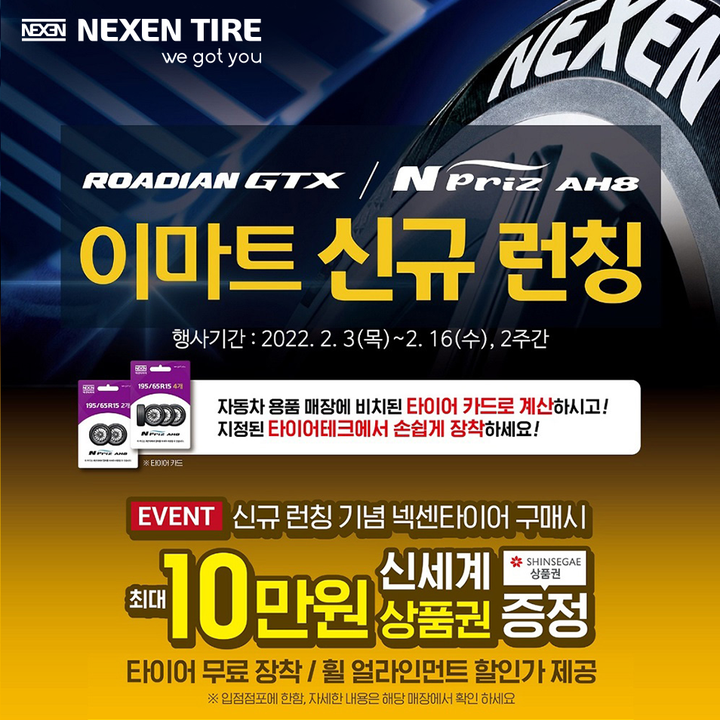 NEXEN NEXEN TIRE
we got you
NEXEN
ROADIAN GTX / N PRIZ AH8
이마트 신규 런칭
행사기간 : 2022. 2. 3(목)~2. 16(수), 2주간
195/65R15 2개
195/65R15 4개
N PRIZ AH8
N PRIZ AH8
※ 타이어 카드
자동차 용품 매장에 비치된 타이어 카드로 계산하시고!
지정된 타이어테크에서 손쉽게 장착하세요!
EVENT 신규 런칭 기념 넥센타이어 구매시
최대 10만원 신세계 상품권 증정
SHINSEGAE
상품권
타이어 무료 장착 / 휠 얼라인먼트 할인가 제공
※ 입점점포에 한함, 자세한 내용은 해당 매장에서 확인 하세요